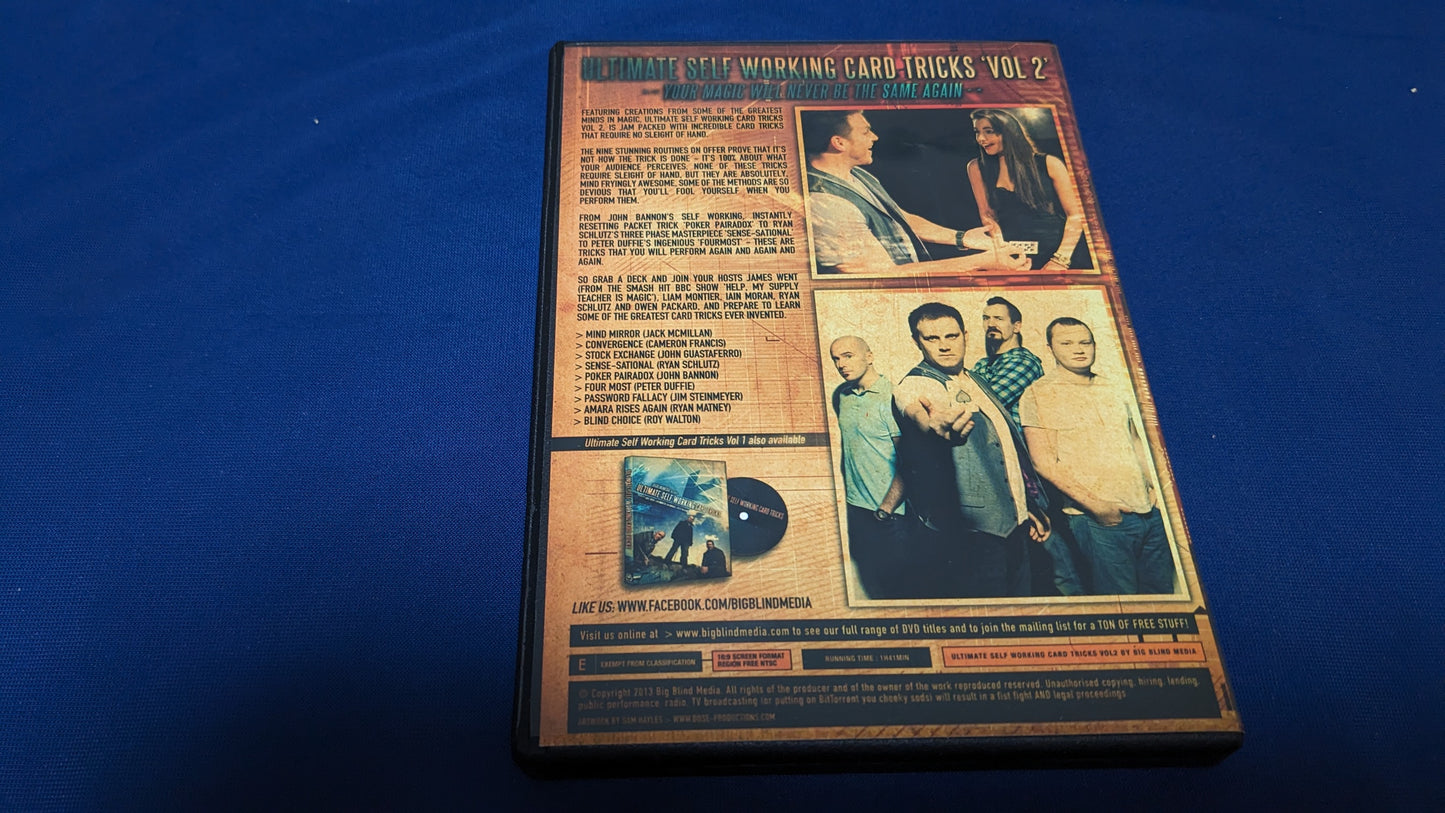 ULTIMATE SELF WORKING CARD TRICKS 'VOL 2'
YOUR MAGIC WILL NEVER BE THE SAME AGAIN
FEATURING CREATIONS FROM SOME OF THE GREATEST
MINDS IN MAGIC, ULTIMATE SELF WORKING CARD TRICKS
VOL 2, IS JAM PACKED WITH INCREDIBLE CARD TRICKS
THAT REQUIRE NO SLEIGHT OF HAND.
THE NINE STUNNING ROUTINES ON OFFER PROVE THAT IT'S
NOT HOW THE TRICK IS DONE - IT'S 100% ABOUT WHAT
YOUR AUDIENCE PERCEIVES. NONE OF THESE TRICKS
REQUIRE SLEIGHT OF HAND, BUT THEY ARE ABSOLUTELY,
MIND FRYINGLY AWESOME. SOME OF THE METHODS ARE SO
DEVIOUS THAT YOU'LL FOOL YOURSELF WHEN YOU
PERFORM THEM.
FROM JOHN BANNON'S SELF WORKING, INSTANTLY
RESETTING PACKET TRICK 'POKER PAIRADOX' TO RYAN
SCHLUTZ'S THREE PHASE MASTERPIECE 'SENSE-SATIONAL'
TO PETER DUFFIE'S INGENIOUS 'FOURMOST' - THESE ARE
TRICKS THAT YOU WILL PERFORM AGAIN AND AGAIN AND
AGAIN.
SO GRAB A DECK AND JOIN YOUR HOSTS JAMES WENT
(FROM THE SMASH HIT BBC SHOW 'HELP, MY SUPPLY
TEACHER IS MAGIC'), LIAM MONTIER, IAIN MORAN, RYAN
SCHLUTZ AND OWEN PACKARD, AND PREPARE TO LEARN
SOME OF THE GREATEST CARD TRICKS EVER INVENTED.
> MIND MIRROR (JACK MCMILLAN)
> CONVERGENCE (CAMERON FRANCIS)
> STOCK EXCHANGE (JOHN GUASTAFERRO)
> SENSE-SATIONAL (RYAN SCHLUTZ)
> POKER PAIRADOX (JOHN BANNON)
> FOUR MOST (PETER DUFFIE)
> PASSWORD FALLACY (JIM STEINMEYER)
> AMARA RISES AGAIN (RYAN MATNEY)
> BLIND CHOICE (ROY WALTON)
Ultimate Self Working Card Tricks Vol 1 also available
ULTIMATE SELF WORKING CARD TRICKS
SELF WORKING CARD TRICKS
LIKE US: WWW.FACEBOOK.COM/BIGBLINDMEDIA
Visit us online at > www.bigblindmedia.com to see our full range of DVD titles and to join the mailing list for a TON OF FREE STUFF!
E EXEMPT FROM CLASSIFICATION
16:9 SCREEN FORMAT
REGION FREE NTSC
RUNNING TIME : 1H41MIN
ULTIMATE SELF WORKING CARD TRICKS VOL2 BY BIG BLIND MEDIA
© Copyright 2013 Big Blind Media. All rights of the producer and of the owner of the work reproduced reserved. Unauthorised copying, hiring, lending,
public performance, radio, TV broadcasting (or putting on BitTorrent you cheeky sods) will result in a fist fight AND legal proceedings
ARTWORK BY SAM HAYLES > WWW.DOSE-PRODUCTIONS.COM